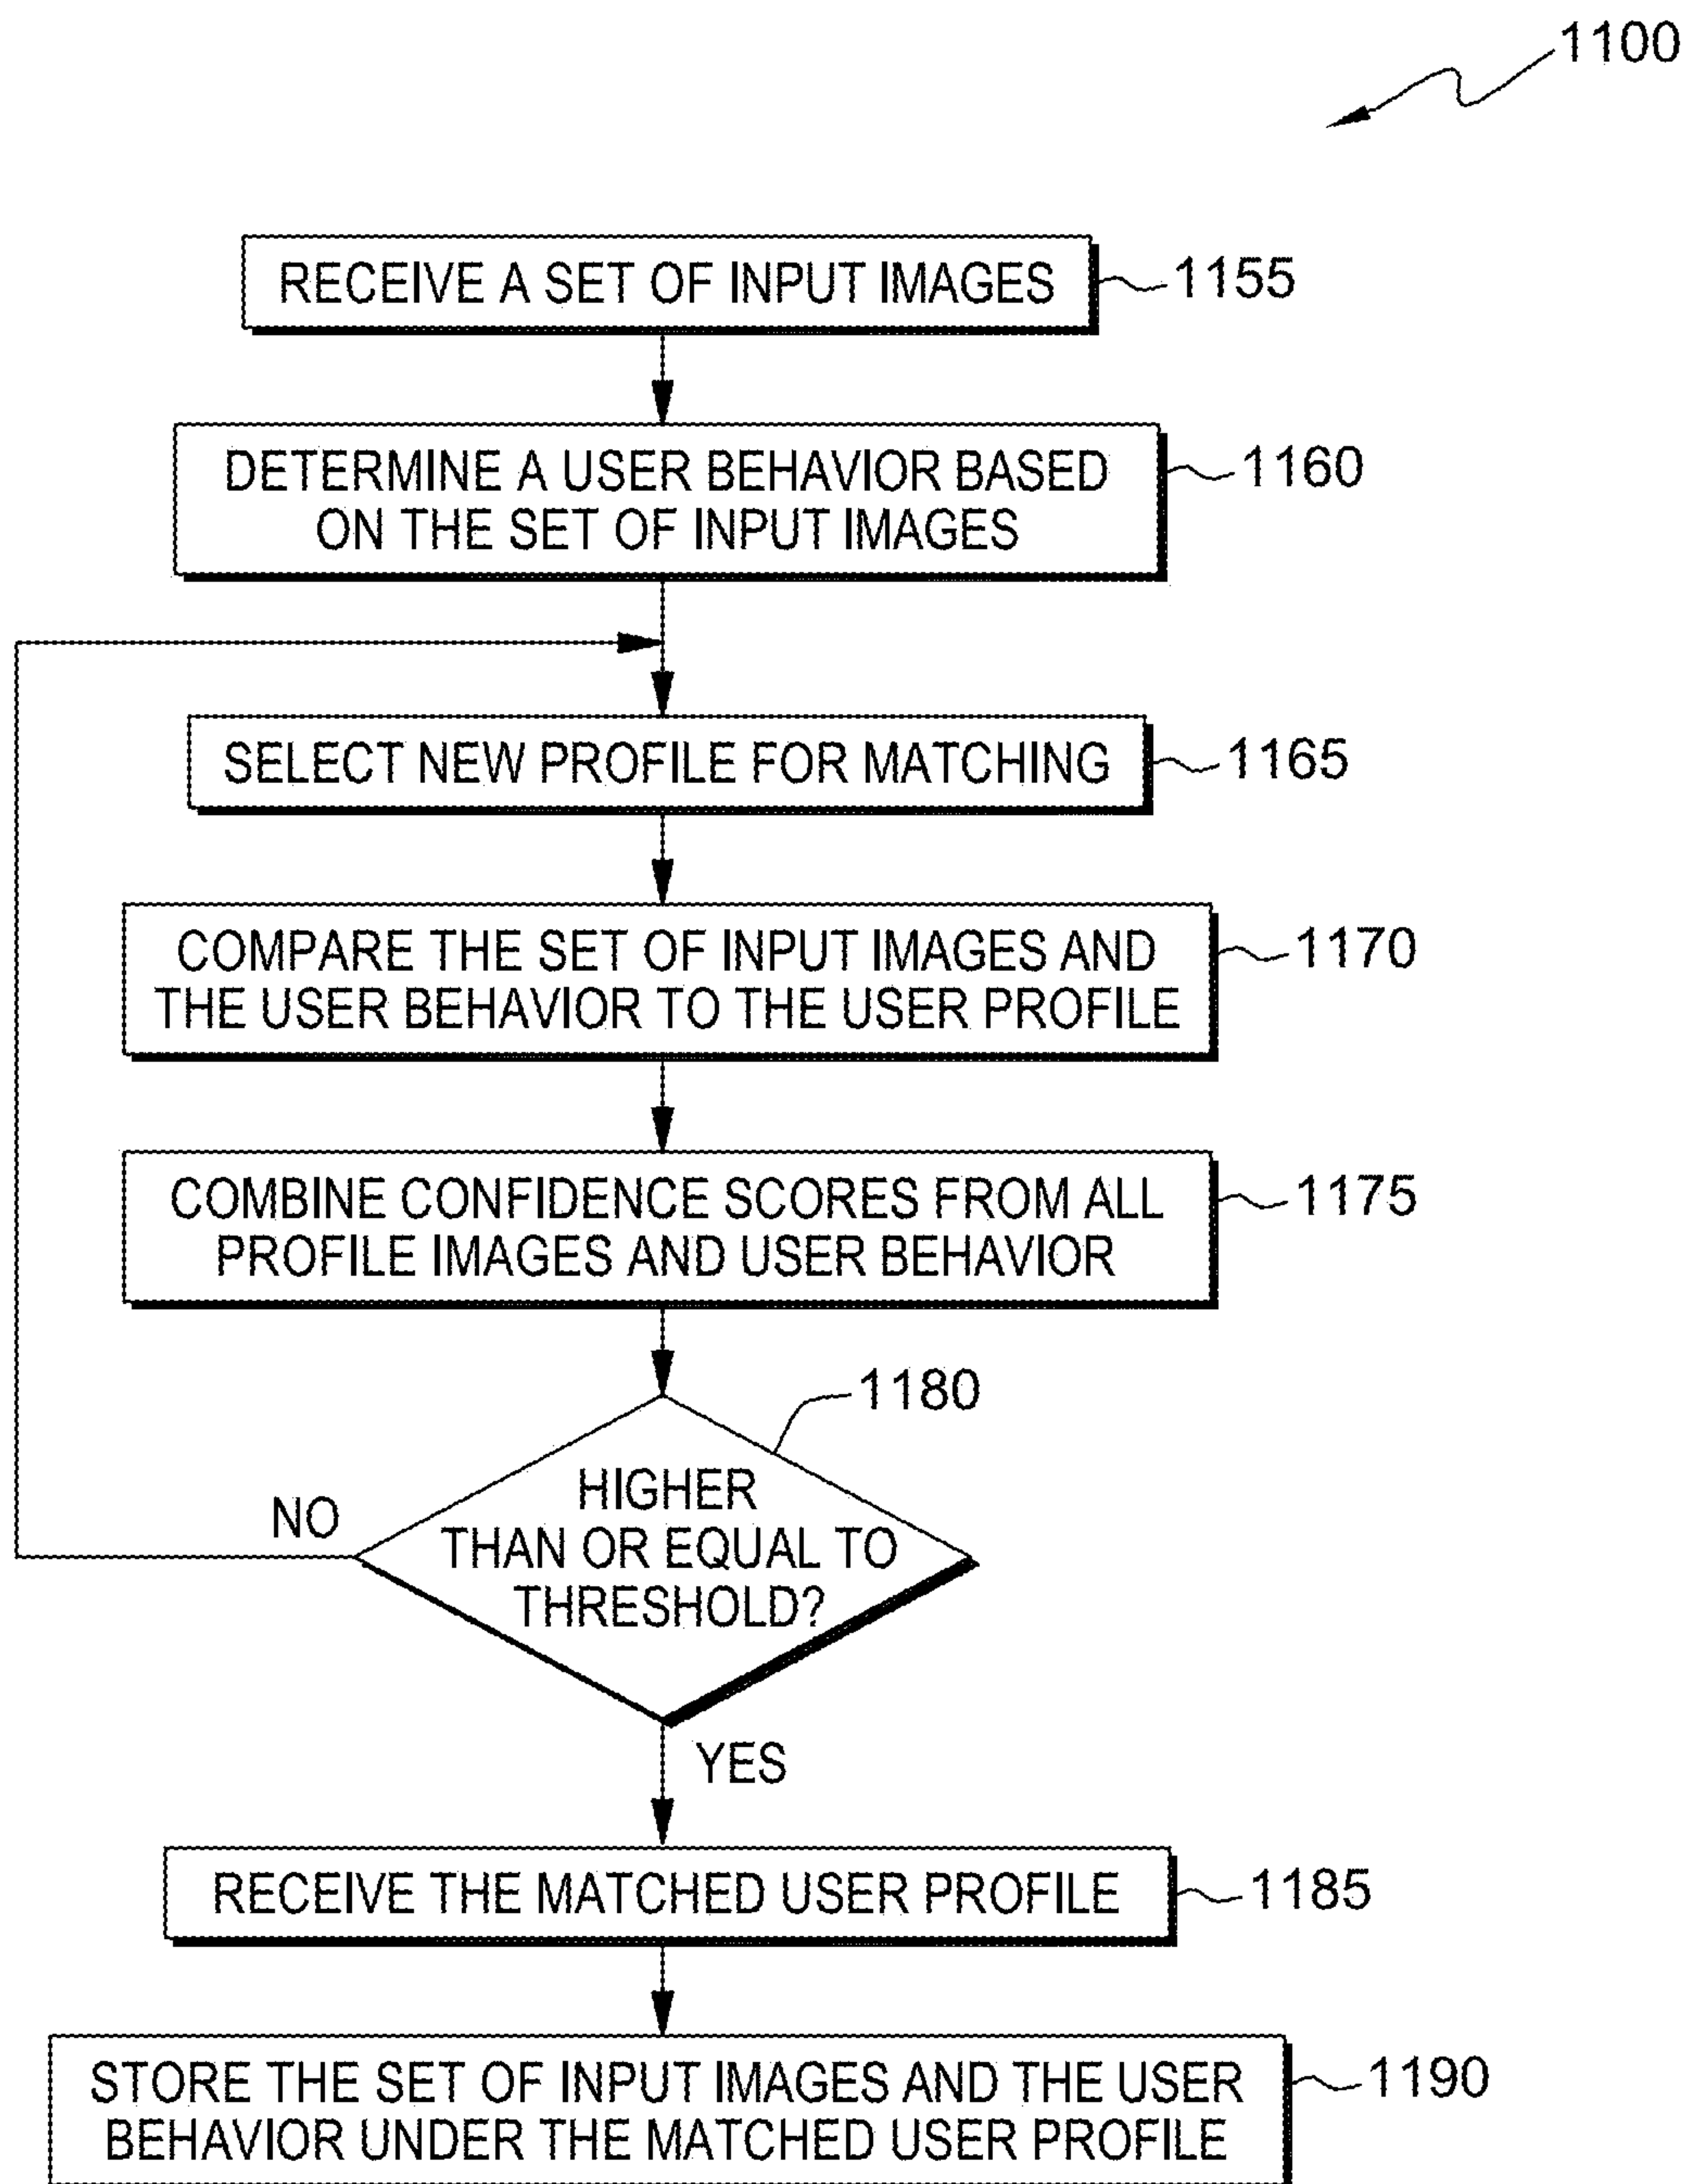 1100
RECEIVE A SET OF INPUT IMAGES
1155
DETERMINE A USER BEHAVIOR BASED
ON THE SET OF INPUT IMAGES
1160
SELECT NEW PROFILE FOR MATCHING
1165
COMPARE THE SET OF INPUT IMAGES AND
THE USER BEHAVIOR TO THE USER PROFILE
1170
COMBINE CONFIDENCE SCORES FROM ALL
PROFILE IMAGES AND USER BEHAVIOR
1175
1180
HIGHER
THAN OR EQUAL TO
THRESHOLD?
NO
YES
RECEIVE THE MATCHED USER PROFILE
1185
STORE THE SET OF INPUT IMAGES AND THE USER
BEHAVIOR UNDER THE MATCHED USER PROFILE
1190